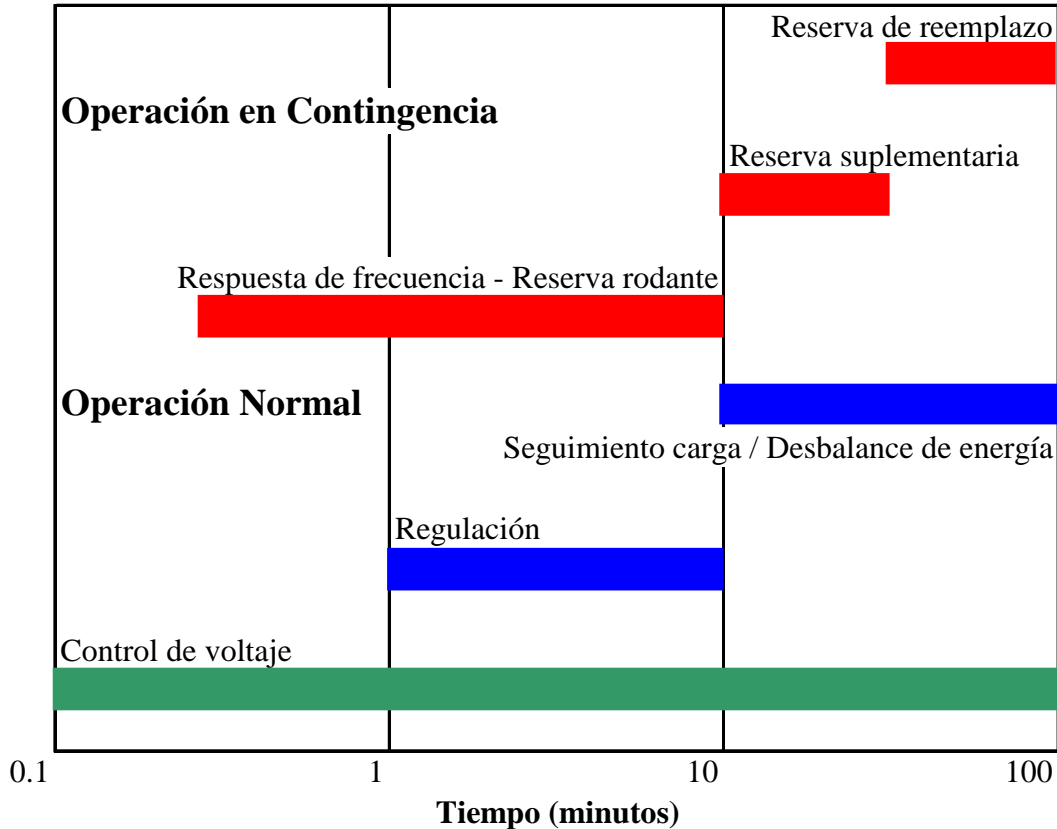 Reserva de reemplazo
Operación en Contingencia
Reserva suplementaria
Respuesta de frecuencia - Reserva rodante
Operación Normal
Seguimiento carga / Desbalance de energía
Regulación
Control de voltaje
0.1 1 10 100
Tiempo (minutos)